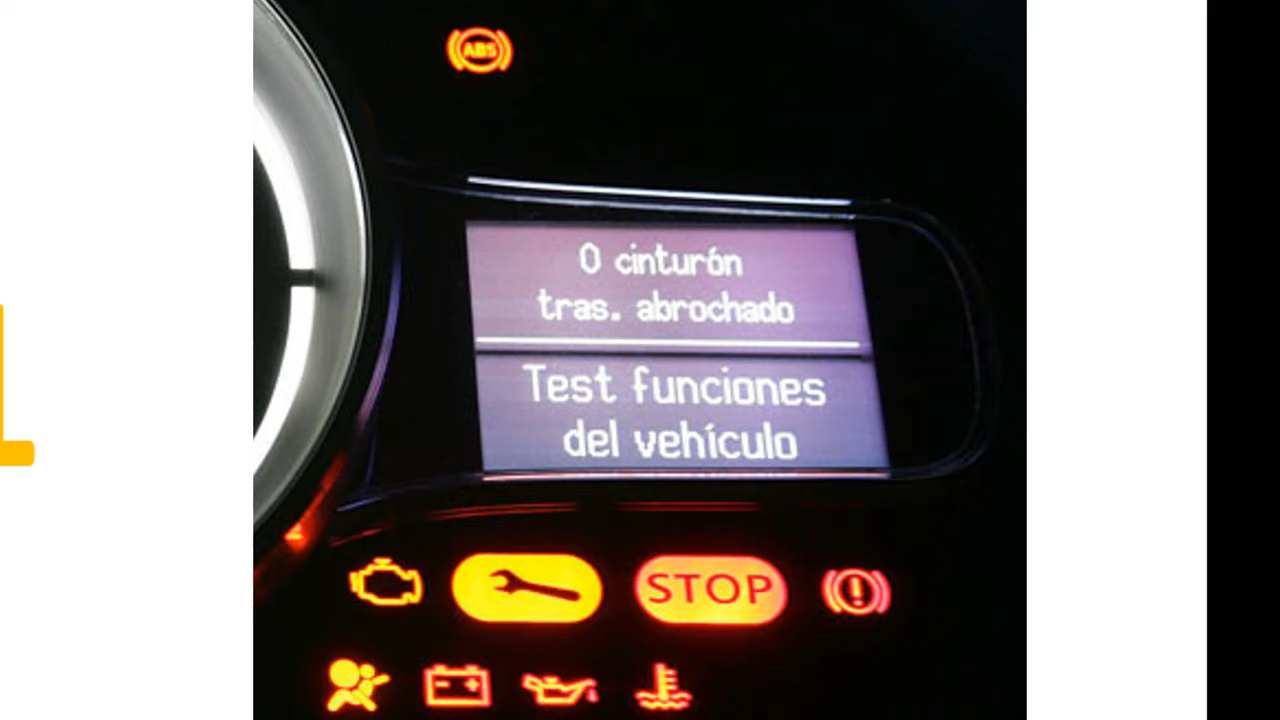 ABS
0 cinturón
tras. abrochado
Test funciones
del vehículo
STOP